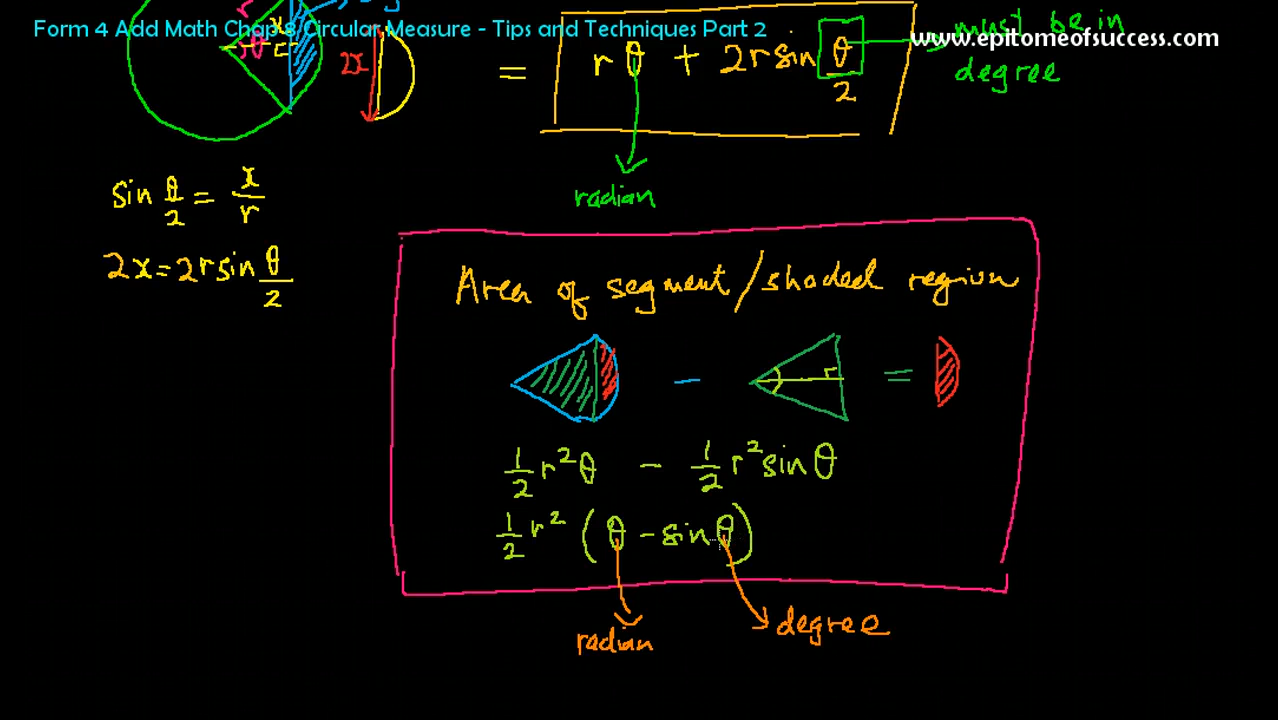 Form 4 Add Math Chap 8 Circular Measure - Tips and Techniques Part 2
www.epitomeofsuccess.com
r
x
θ
2x
= rθ + 2r sin θ/2
must be in
degree
radian
sin θ/2 = x/r
2x = 2r sin θ/2
Area of segment/shaded region
- =
1/2 r² θ - 1/2 r² sin θ
1/2 r² (θ - sin θ)
radian
degree